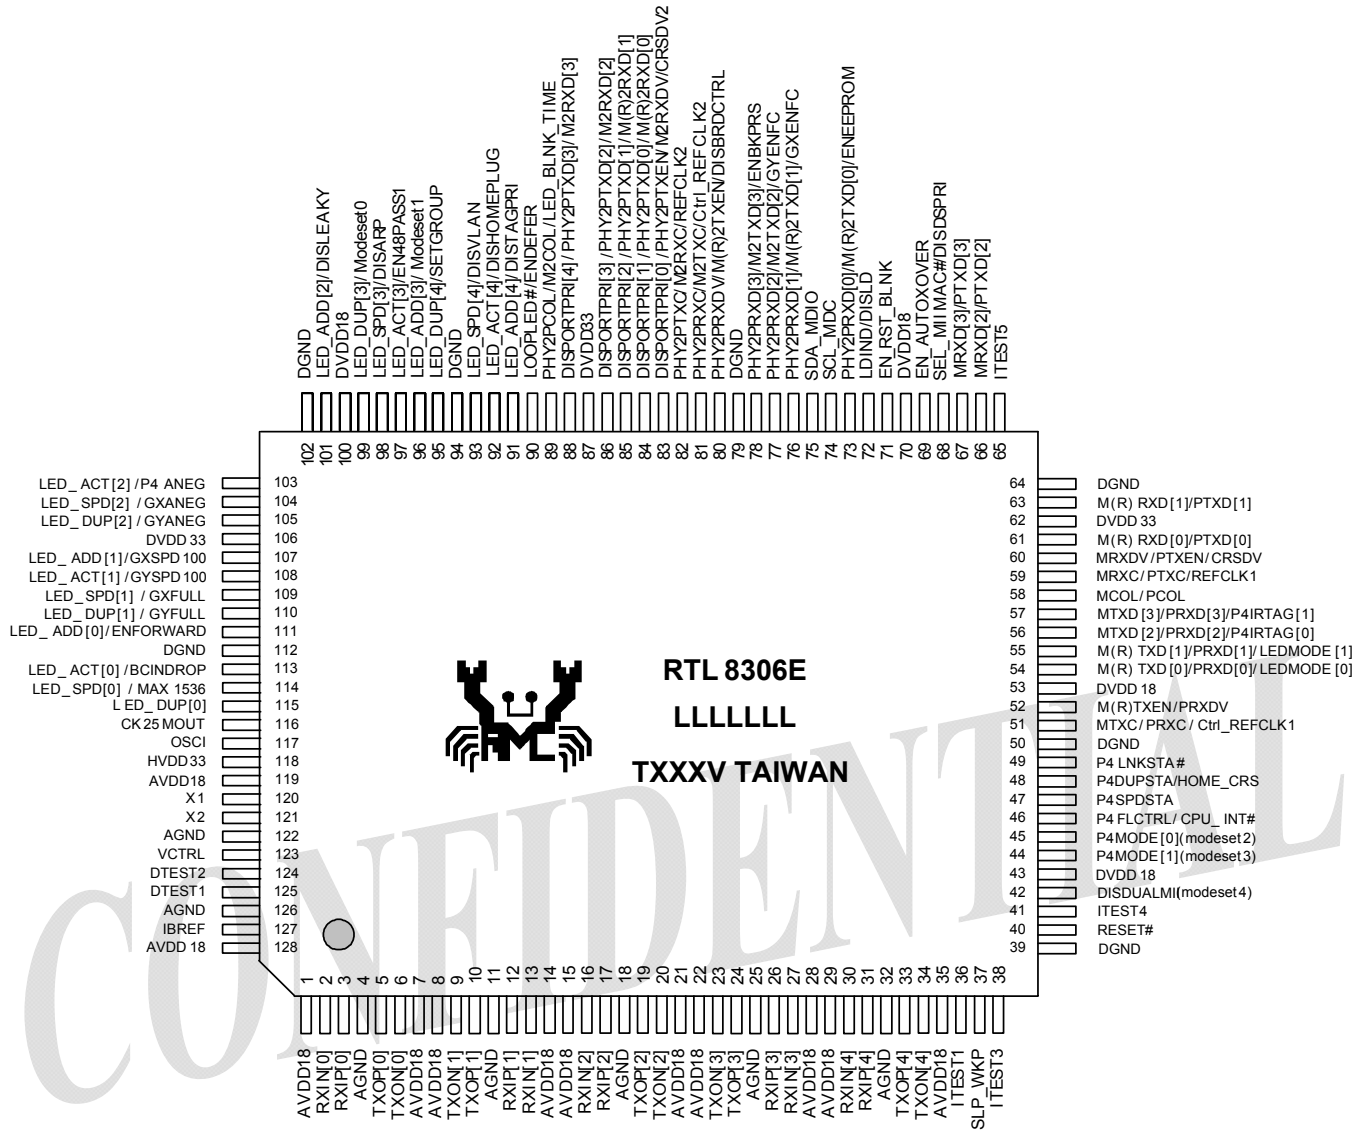 DGND
LED_ADD[2]/DISLEAKY
DVDD18
LED_DUP[3]/Modeset0
LED_SPD[3]/DISARP
LED_ACT[3]/EN48PASS1
LED_ADD[3]/Modeset1
LED_DUP[4]/SETGROUP
DGND
LED_SPD[4]/DISVLAN
LED_ACT[4]/DISHOMEPLUG
LED_ADD[4]/DISTAGPRI
LOOPLED#/ENDEFER
PHY2PCOL/M2COL/LED_BLNK_TIME
DISPORTPRI[4]/PHY2PTXD[3]/M2RXD[3]
DVDD33
DISPORTPRI[3]/PHY2PTXD[2]/M2RXD[2]
DISPORTPRI[2]/PHY2PTXD[1]/M(R)2RXD[1]
DISPORTPRI[1]/PHY2PTXD[0]/M(R)2RXD[0]
DISPORTPRI[0]/PHY2PTXEN/M2RXDV/CRSDV2
PHY2PTXC/M2RXC/REFCLK2
PHY2PRXC/M2TXC/Ctrl_REFCLK2
PHY2PRXDV/M(R)2TXEN/DISBRDCTRL
DGND
PHY2PRXD[3]/M2TXD[3]/ENBKPRS
PHY2PRXD[2]/M2TXD[2]/GYENFC
PHY2PRXD[1]/M(R)2TXD[1]/GXENFC
SDA_MDIO
SCL_MDC
PHY2PRXD[0]/M(R)2TXD[0]/ENEEPROM
LDIND/DISLD
EN_RST_BLNK
DVDD18
EN_AUTOXOVER
SEL_MIIMAC#/DISDSPRI
MRXD[3]/PTXD[3]
MRXD[2]/PTXD[2]
ITEST5
102 101 100 99 98 97 96 95 94 93 92 91 90 89 88 87 86 85 84 83 82 81 80 79 78 77 76 75 74 73 72 71 70 69 68 67 66 65
LED_ACT[2]/P4 ANEG 103
LED_SPD[2] / GXANEG 104
LED_DUP[2] / GYANEG 105
DVDD33 106
LED_ADD[1]/GXSPD100 107
LED_ACT[1]/GYSPD100 108
LED_SPD[1] / GXFULL 109
LED_DUP[1] / GYFULL 110
LED_ADD[0]/ENFORWARD 111
DGND 112
LED_ACT[0]/BCINDROP 113
LED_SPD[0] / MAX 1536 114
LED_DUP[0] 115
CK25MOUT 116
OSCI 117
HVDD33 118
AVDD18 119
X1 120
X2 121
AGND 122
VCTRL 123
DTEST2 124
DTEST1 125
AGND 126
IBREF 127
AVDD18 128
RTL 8306E
LLLLLLL
TXXXV TAIWAN
64 DGND
63 M(R) RXD[1]/PTXD[1]
62 DVDD 33
61 M(R) RXD[0]/PTXD[0]
60 MRXDV/PTXEN/CRSDV
59 MRXC/PTXC/REFCLK1
58 MCOL/PCOL
57 MTXD[3]/PRXD[3]/P4IRTAG[1]
56 MTXD[2]/PRXD[2]/P4IRTAG[0]
55 M(R) TXD[1]/PRXD[1]/LEDMODE[1]
54 M(R) TXD[0]/PRXD[0]/LEDMODE[0]
53 DVDD 18
52 M(R)TXEN/PRXDV
51 MTXC/PRXC/Ctrl_REFCLK1
50 DGND
49 P4 LNKSTA#
48 P4DUPSTA/HOME_CRS
47 P4SPDSTA
46 P4 FLCTRL/CPU_INT#
45 P4MODE[0](modeset2)
44 P4MODE[1](modeset3)
43 DVDD 18
42 DISDUALMII(modeset4)
41 ITEST4
40 RESET#
39 DGND
1 2 3 4 5 6 7 8 9 10 11 12 13 14 15 16 17 18 19 20 21 22 23 24 25 26 27 28 29 30 31 32 33 34 35 36 37 38
AVDD18
RXIN[0]
RXIP[0]
AGND
TXOP[0]
TXON[0]
AVDD18
AVDD18
TXON[1]
TXOP[1]
AGND
RXIP[1]
RXIN[1]
AVDD18
AVDD18
RXIN[2]
RXIP[2]
AGND
TXOP[2]
TXON[2]
AVDD18
AVDD18
TXON[3]
TXOP[3]
AGND
RXIP[3]
RXIN[3]
AVDD18
AVDD18
RXIN[4]
RXIP[4]
AGND
TXOP[4]
TXON[4]
AVDD18
ITEST1
SLP_WKP
ITEST3
CONFIDENTIAL